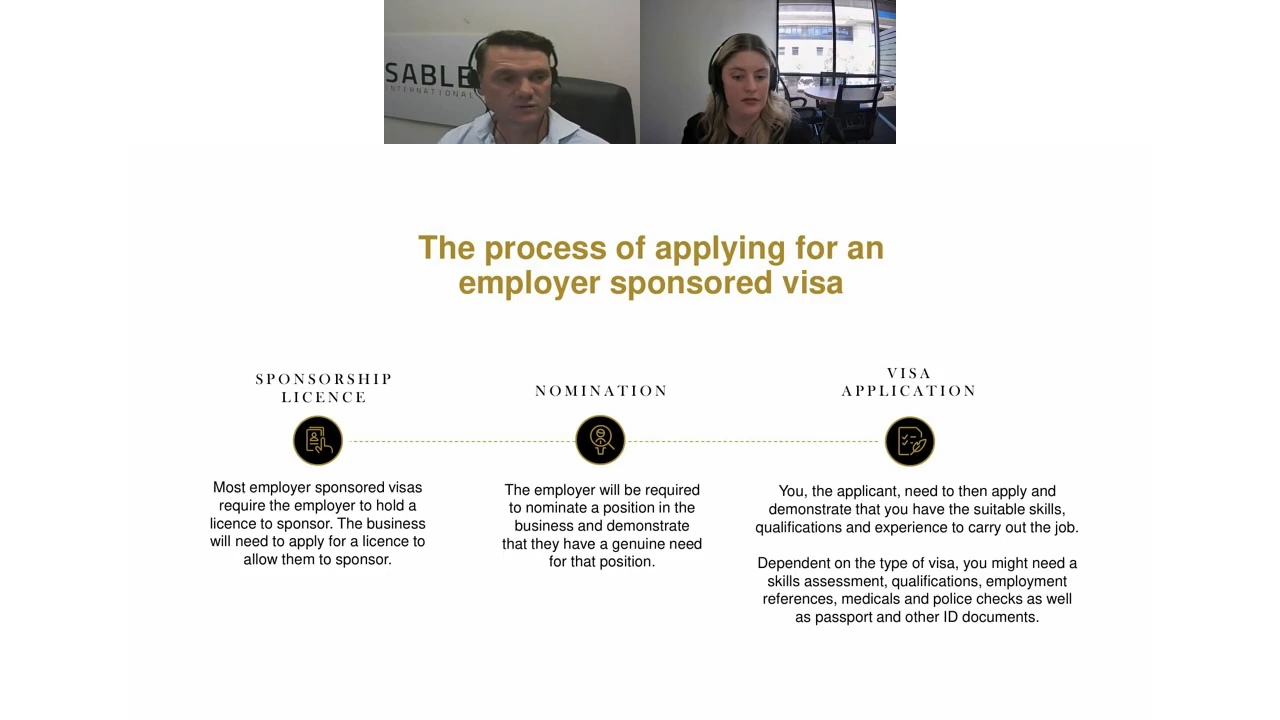 SABLE
INTERNATIONAL
The process of applying for an
employer sponsored visa
SPONSORSHIP
LICENCE
Most employer sponsored visas
require the employer to hold a
licence to sponsor. The business
will need to apply for a licence to
allow them to sponsor.
NOMINATION
The employer will be required
to nominate a position in the
business and demonstrate
that they have a genuine need
for that position.
VISA
APPLICATION
You, the applicant, need to then apply and
demonstrate that you have the suitable skills,
qualifications and experience to carry out the job.
Dependent on the type of visa, you might need a
skills assessment, qualifications, employment
references, medicals and police checks as well
as passport and other ID documents.